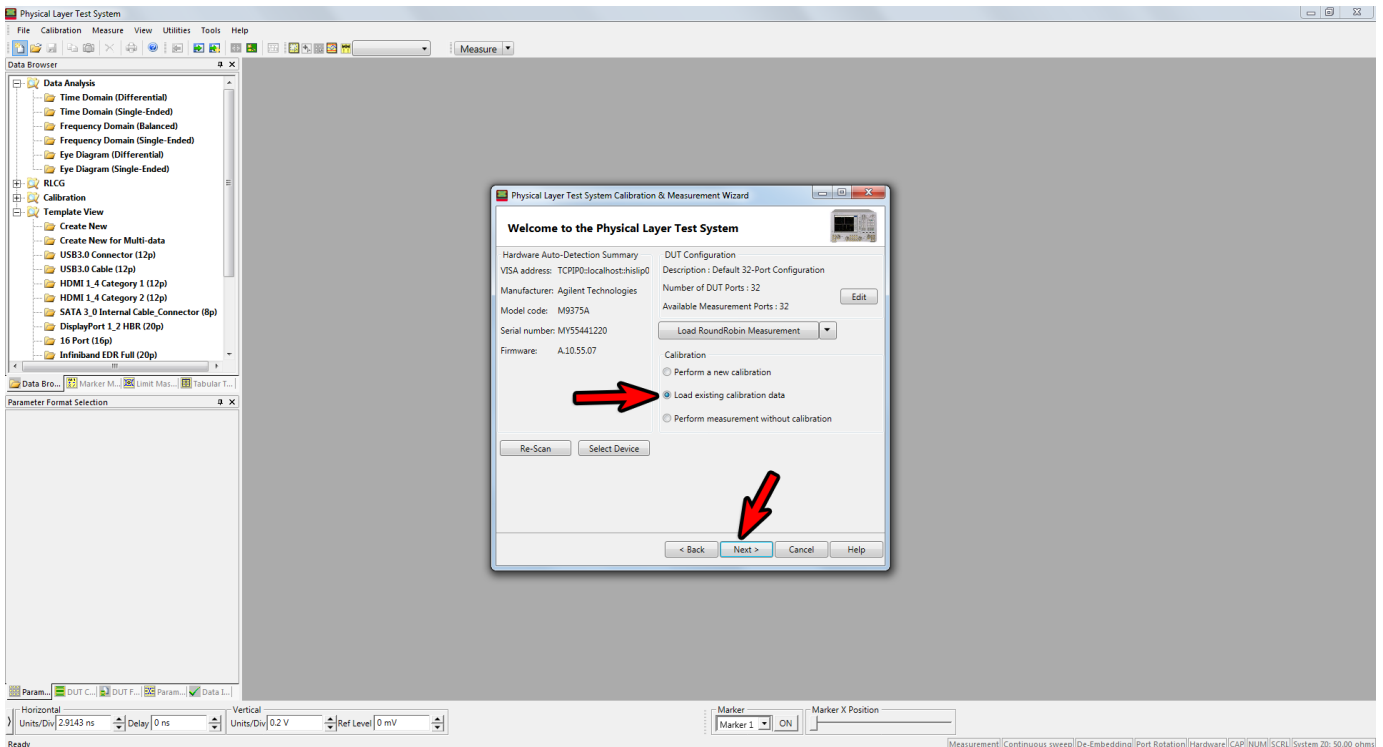 Physical Layer Test System
File Calibration Measure View Utilities Tools Help
Measure
Data Browser
Data Analysis
Time Domain (Differential)
Time Domain (Single-Ended)
Frequency Domain (Balanced)
Frequency Domain (Single-Ended)
Eye Diagram (Differential)
Eye Diagram (Single-Ended)
RLCG
Calibration
Template View
Create New
Create New for Multi-data
USB3.0 Connector (12p)
USB3.0 Cable (12p)
HDMI 1_4 Category 1 (12p)
HDMI 1_4 Category 2 (12p)
SATA 3_0 Internal Cable_Connector (8p)
DisplayPort 1_2 HBR (20p)
16 Port (16p)
Infiniband EDR Full (20p)
Data Bro... Marker M... Limit Mas... Tabular T...
Parameter Format Selection
Physical Layer Test System Calibration & Measurement Wizard
Welcome to the Physical Layer Test System
Hardware Auto-Detection Summary
VISA address: TCPIP0::localhost::hislip0
Manufacturer: Agilent Technologies
Model code: M9375A
Serial number: MY55441220
Firmware: A.10.55.07
Re-Scan Select Device
DUT Configuration
Description : Default 32-Port Configuration
Number of DUT Ports : 32
Available Measurement Ports : 32
Edit
Load RoundRobin Measurement
Calibration
Perform a new calibration
Load existing calibration data
Perform measurement without calibration
< Back Next > Cancel Help
Param... DUT C... DUT F... Param... Data I...
Horizontal
Units/Div 2.9143 ns Delay 0 ns
Vertical
Units/Div 0.2 V Ref Level 0 mV
Marker
Marker 1 ON
Marker X Position
Ready
Measurement Continuous sweep De-Embedding Port Rotation Hardware CAP NUM SCRL System Z0: 50.00 ohms